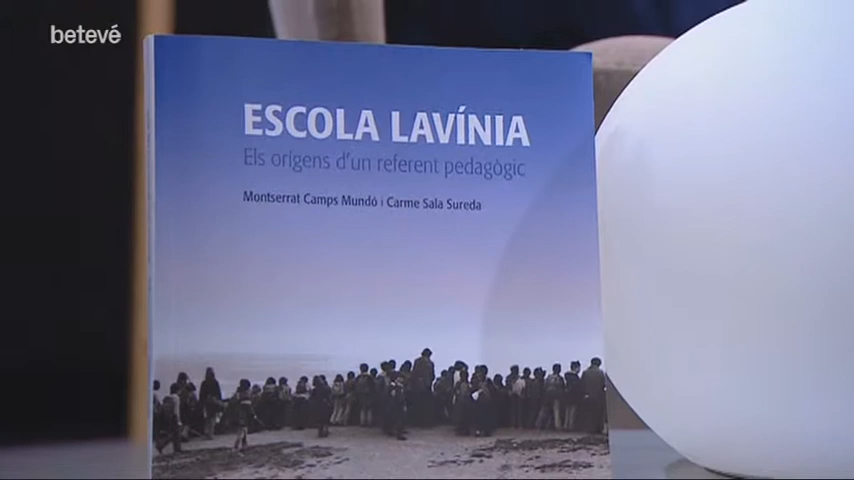 betevé
ESCOLA LAVÍNIA
Els orígens d'un referent pedagògic
Montserrat Camps Mundó i Carme Sala Sureda